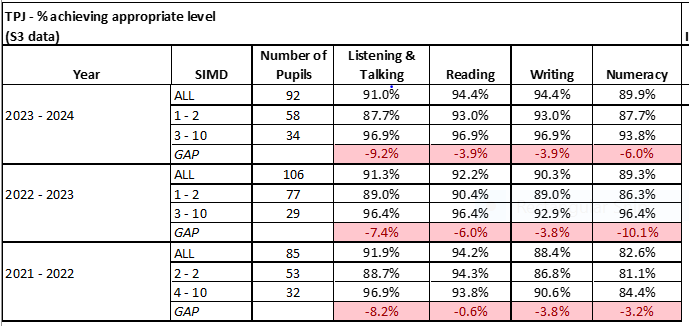 TPJ - % achieving appropriate level
(S3 data)
Year SIMD Number of Pupils Listening & Talking Reading Writing Numeracy
2023 - 2024 ALL 92 91.0% 94.4% 94.4% 89.9%
1 - 2 58 87.7% 93.0% 93.0% 87.7%
3 - 10 34 96.9% 96.9% 96.9% 93.8%
GAP -9.2% -3.9% -3.9% -6.0%
2022 - 2023 ALL 106 91.3% 92.2% 90.3% 89.3%
1 - 2 77 89.0% 90.4% 89.0% 86.3%
3 - 10 29 96.4% 96.4% 92.9% 96.4%
GAP -7.4% -6.0% -3.8% -10.1%
2021 - 2022 ALL 85 91.9% 94.2% 88.4% 82.6%
2 - 2 53 88.7% 94.3% 86.8% 81.1%
4 - 10 32 96.9% 93.8% 90.6% 84.4%
GAP -8.2% -0.6% -3.8% -3.2%